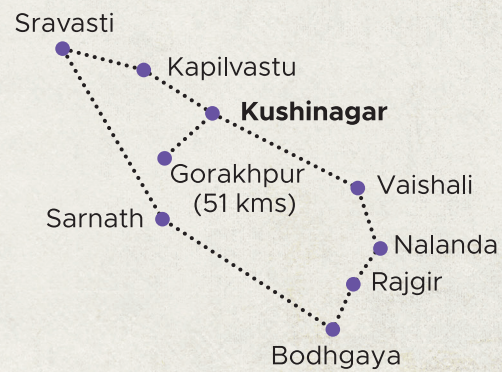 Sravasti
Kapilvastu
Kushinagar
Gorakhpur
(51 kms)
Vaishali
Sarnath
Nalanda
Rajgir
Bodhgaya